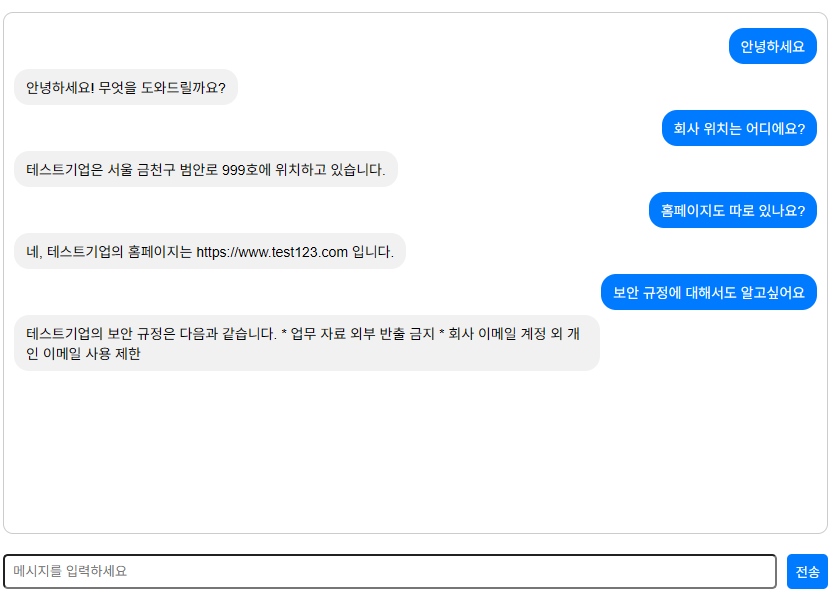 안녕하세요
안녕하세요! 무엇을 도와드릴까요?
회사 위치는 어디에요?
테스트기업은 서울 금천구 범안로 999호에 위치하고 있습니다.
홈페이지도 따로 있나요?
네, 테스트기업의 홈페이지는 https://www.test123.com 입니다.
보안 규정에 대해서도 알고싶어요
테스트기업의 보안 규정은 다음과 같습니다. * 업무 자료 외부 반출 금지 * 회사 이메일 계정 외 개
인 이메일 사용 제한
메시지를 입력하세요
전송